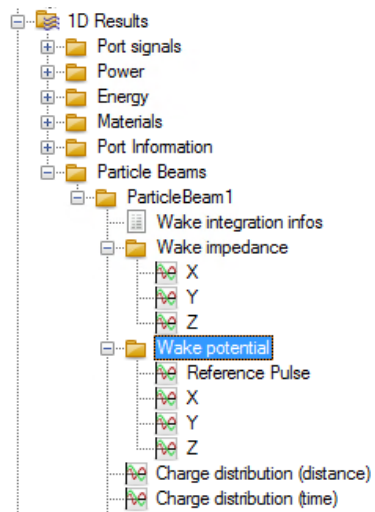 1D Results
Port signals
Power
Energy
Materials
Port Information
Particle Beams
ParticleBeam1
Wake integration infos
Wake impedance
X
Y
Z
Wake potential
Reference Pulse
X
Y
Z
Charge distribution (distance)
Charge distribution (time)